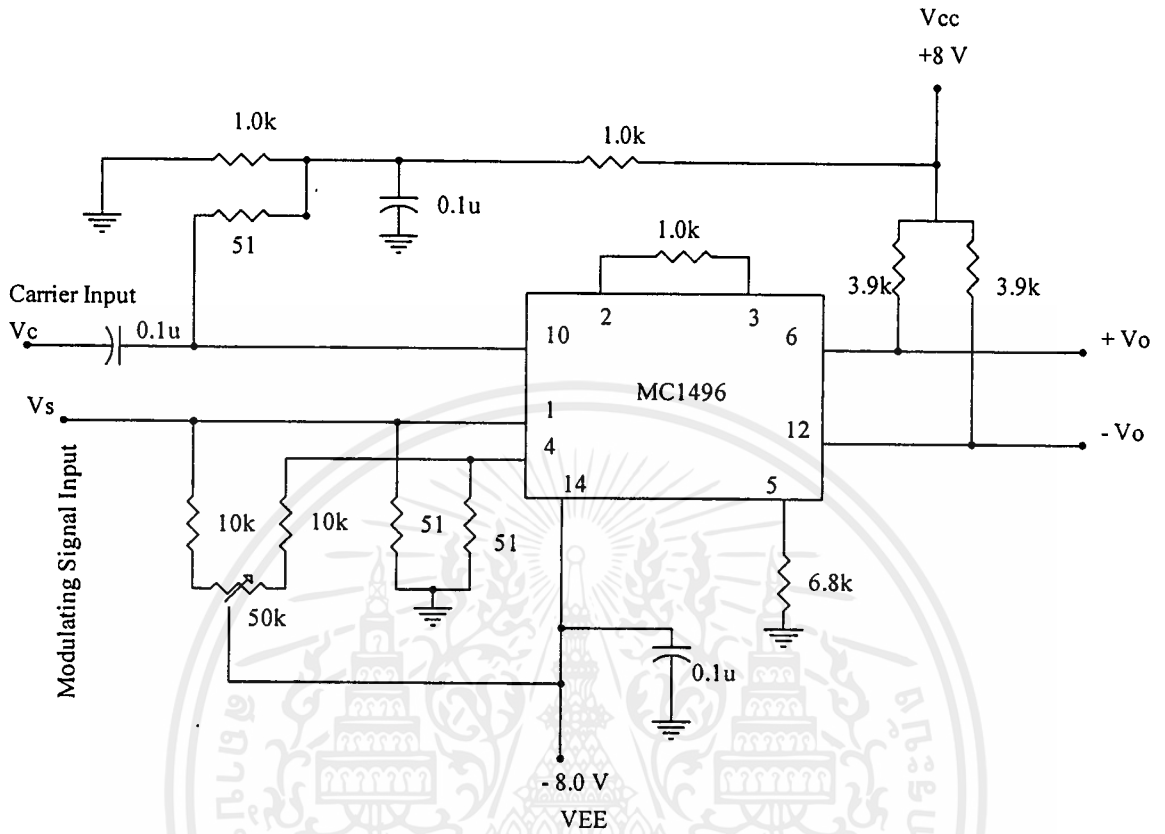 Vcc
+8 V
1.0k
1.0k
0.1u
51
1.0k
3.9k
3.9k
Carrier Input
Vc
0.1u
2
3
10
6
+ Vo
MC1496
Vs
1
12
- Vo
4
14
5
Modulating Signal Input
10k
10k
51
51
50k
6.8k
0.1u
- 8.0 V
VEE